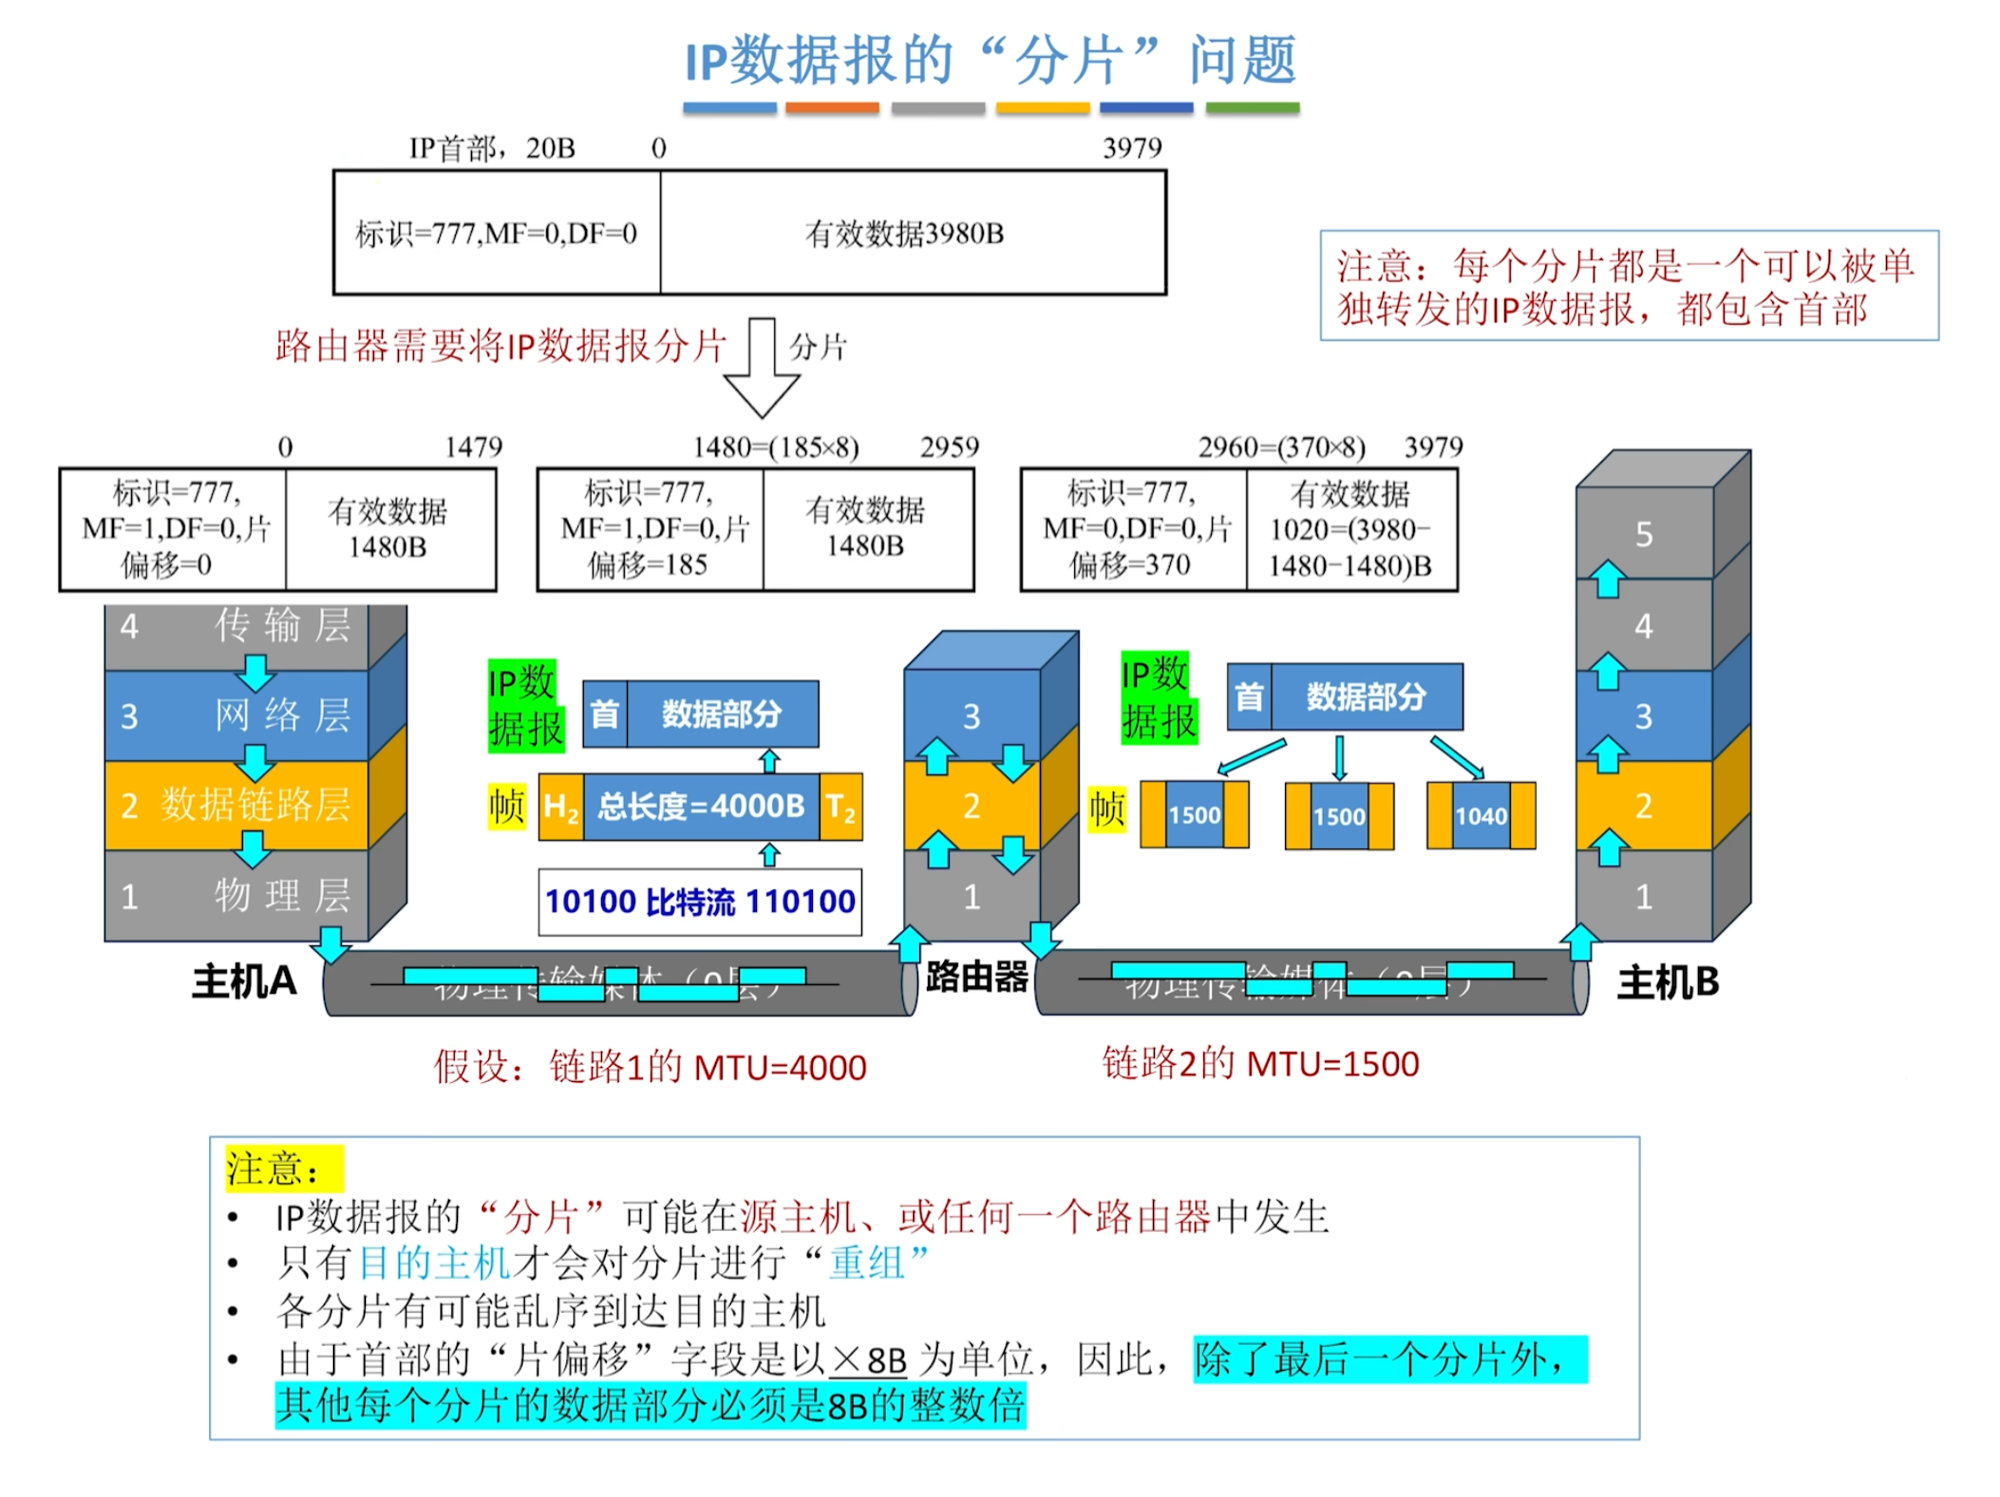 IP数据报的“分片”问题
IP首部，20B
0
3979
标识=777,MF=0,DF=0
有效数据3980B
注意：每个分片都是一个可以被单
独转发的IP数据报，都包含首部
路由器需要将IP数据报分片
分片
0
1479
标识=777,
MF=1,DF=0,片
偏移=0
有效数据
1480B
1480=(185×8)
2959
标识=777,
MF=1,DF=0,片
偏移=185
有效数据
1480B
2960=(370×8)
3979
标识=777,
MF=0,DF=0,片
偏移=370
有效数据
1020=(3980-
1480-1480)B
4 传输层
3 网络层
2 数据链路层
1 物理层
主机A
IP数
据报
首 数据部分
帧
H2 总长度=4000B T2
10100 比特流 110100
3
2
1
路由器
IP数
据报
首 数据部分
帧
1500
1500
1040
5
4
3
2
1
主机B
物理传输媒体（0层）
物理传输媒体（0层）
假设：链路1的 MTU=4000
链路2的 MTU=1500
注意：
• IP数据报的“分片”可能在源主机、或任何一个路由器中发生
• 只有目的主机才会对分片进行“重组”
• 各分片有可能乱序到达目的主机
• 由于首部的“片偏移”字段是以×8B 为单位，因此，除了最后一个分片外，
其他每个分片的数据部分必须是8B的整数倍